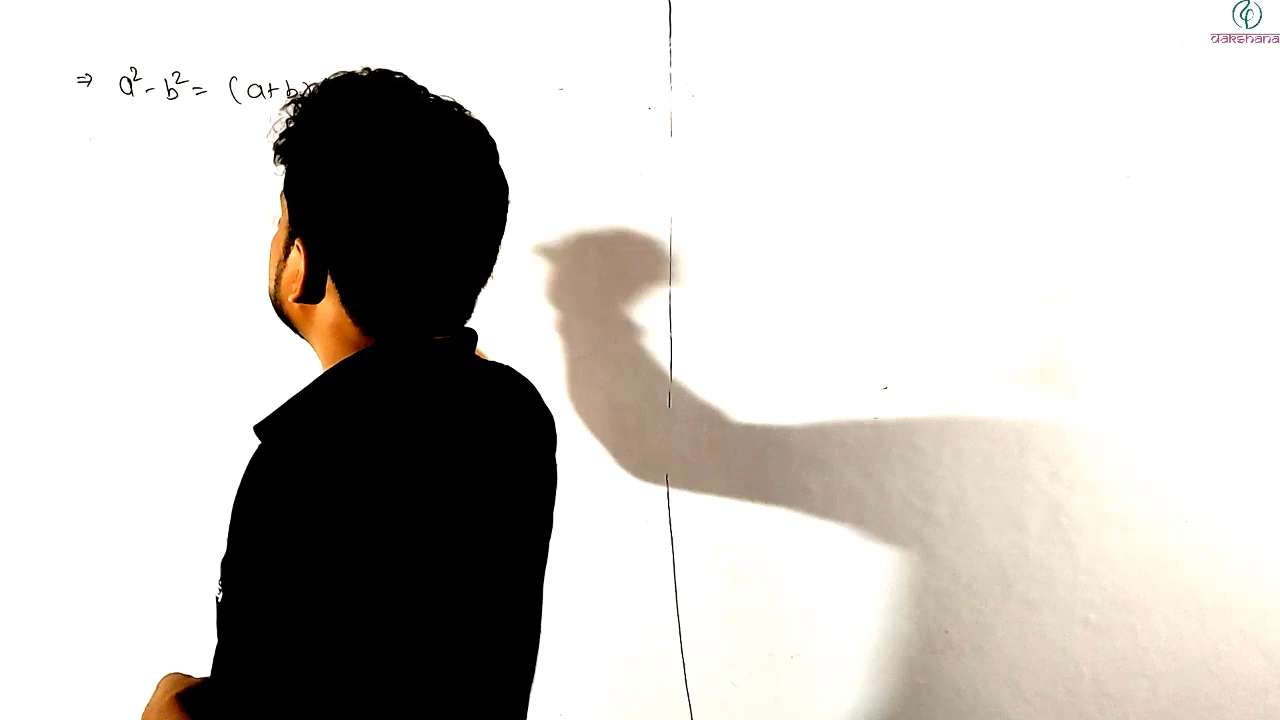 ⇒ a² - b² = (a+b)
dakshana